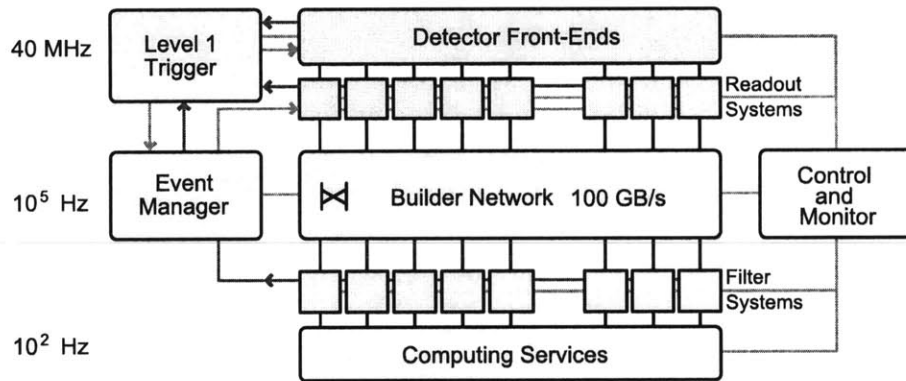 40 MHz
Level 1
Trigger
Detector Front-Ends
Readout
Systems
10⁵ Hz
Event
Manager
Builder Network 100 GB/s
Control
and
Monitor
Filter
Systems
10² Hz
Computing Services